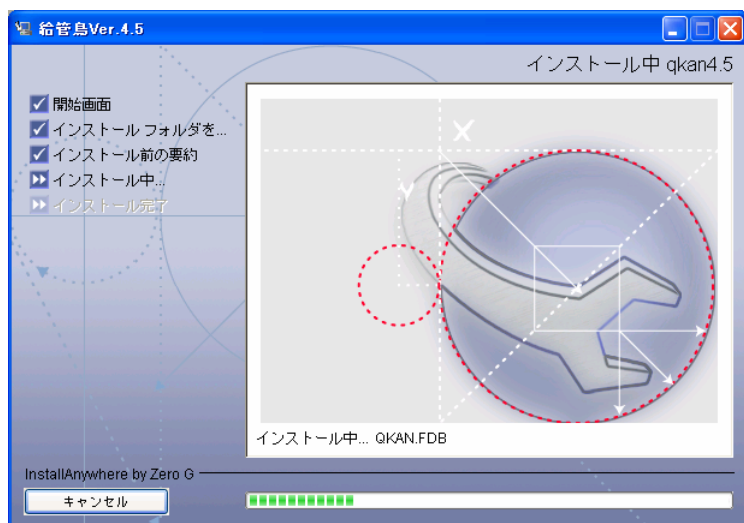 給管鳥Ver.4.5
インストール中 qkan4.5
開始画面
インストール フォルダを...
インストール前の要約
インストール中...
インストール完了
X
Y
インストール中... QKAN.FDB
InstallAnywhere by Zero G
キャンセル